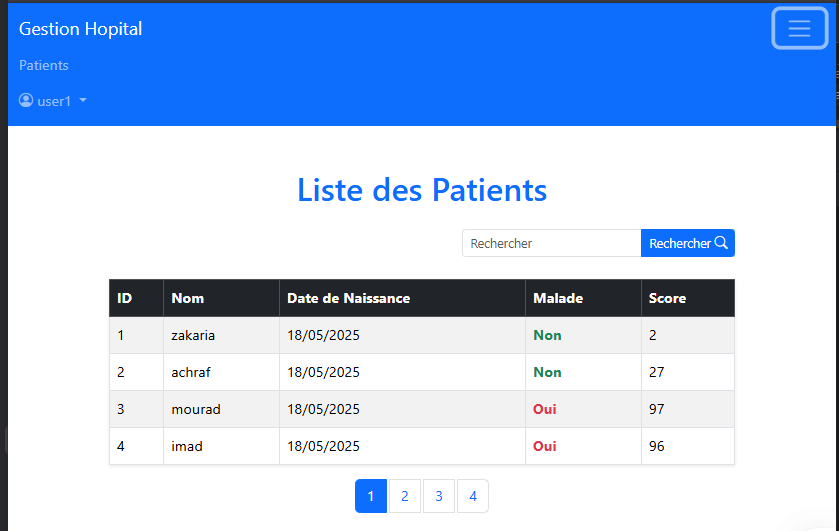 Gestion Hopital
Patients
user1
Liste des Patients
Rechercher Rechercher
ID Nom Date de Naissance Malade Score
1 zakaria 18/05/2025 Non 2
2 achraf 18/05/2025 Non 27
3 mourad 18/05/2025 Oui 97
4 imad 18/05/2025 Oui 96
1 2 3 4